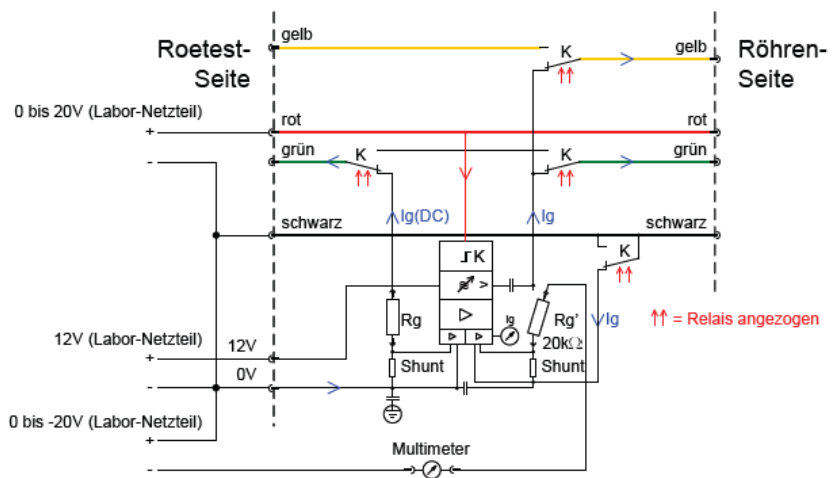 gelb
Roetest-
Seite
K
gelb
Röhren-
Seite
0 bis 20V (Labor-Netzteil)
+
-
rot
rot
grün
K
K
grün
schwarz
Ig(DC)
Ig
schwarz
K
K
>
Ig
= Relais angezogen
Rg
Ig
Rg'
20kΩ
12V (Labor-Netzteil)
+
-
12V
0V
Shunt
Shunt
0 bis -20V (Labor-Netzteil)
+
-
Multimeter